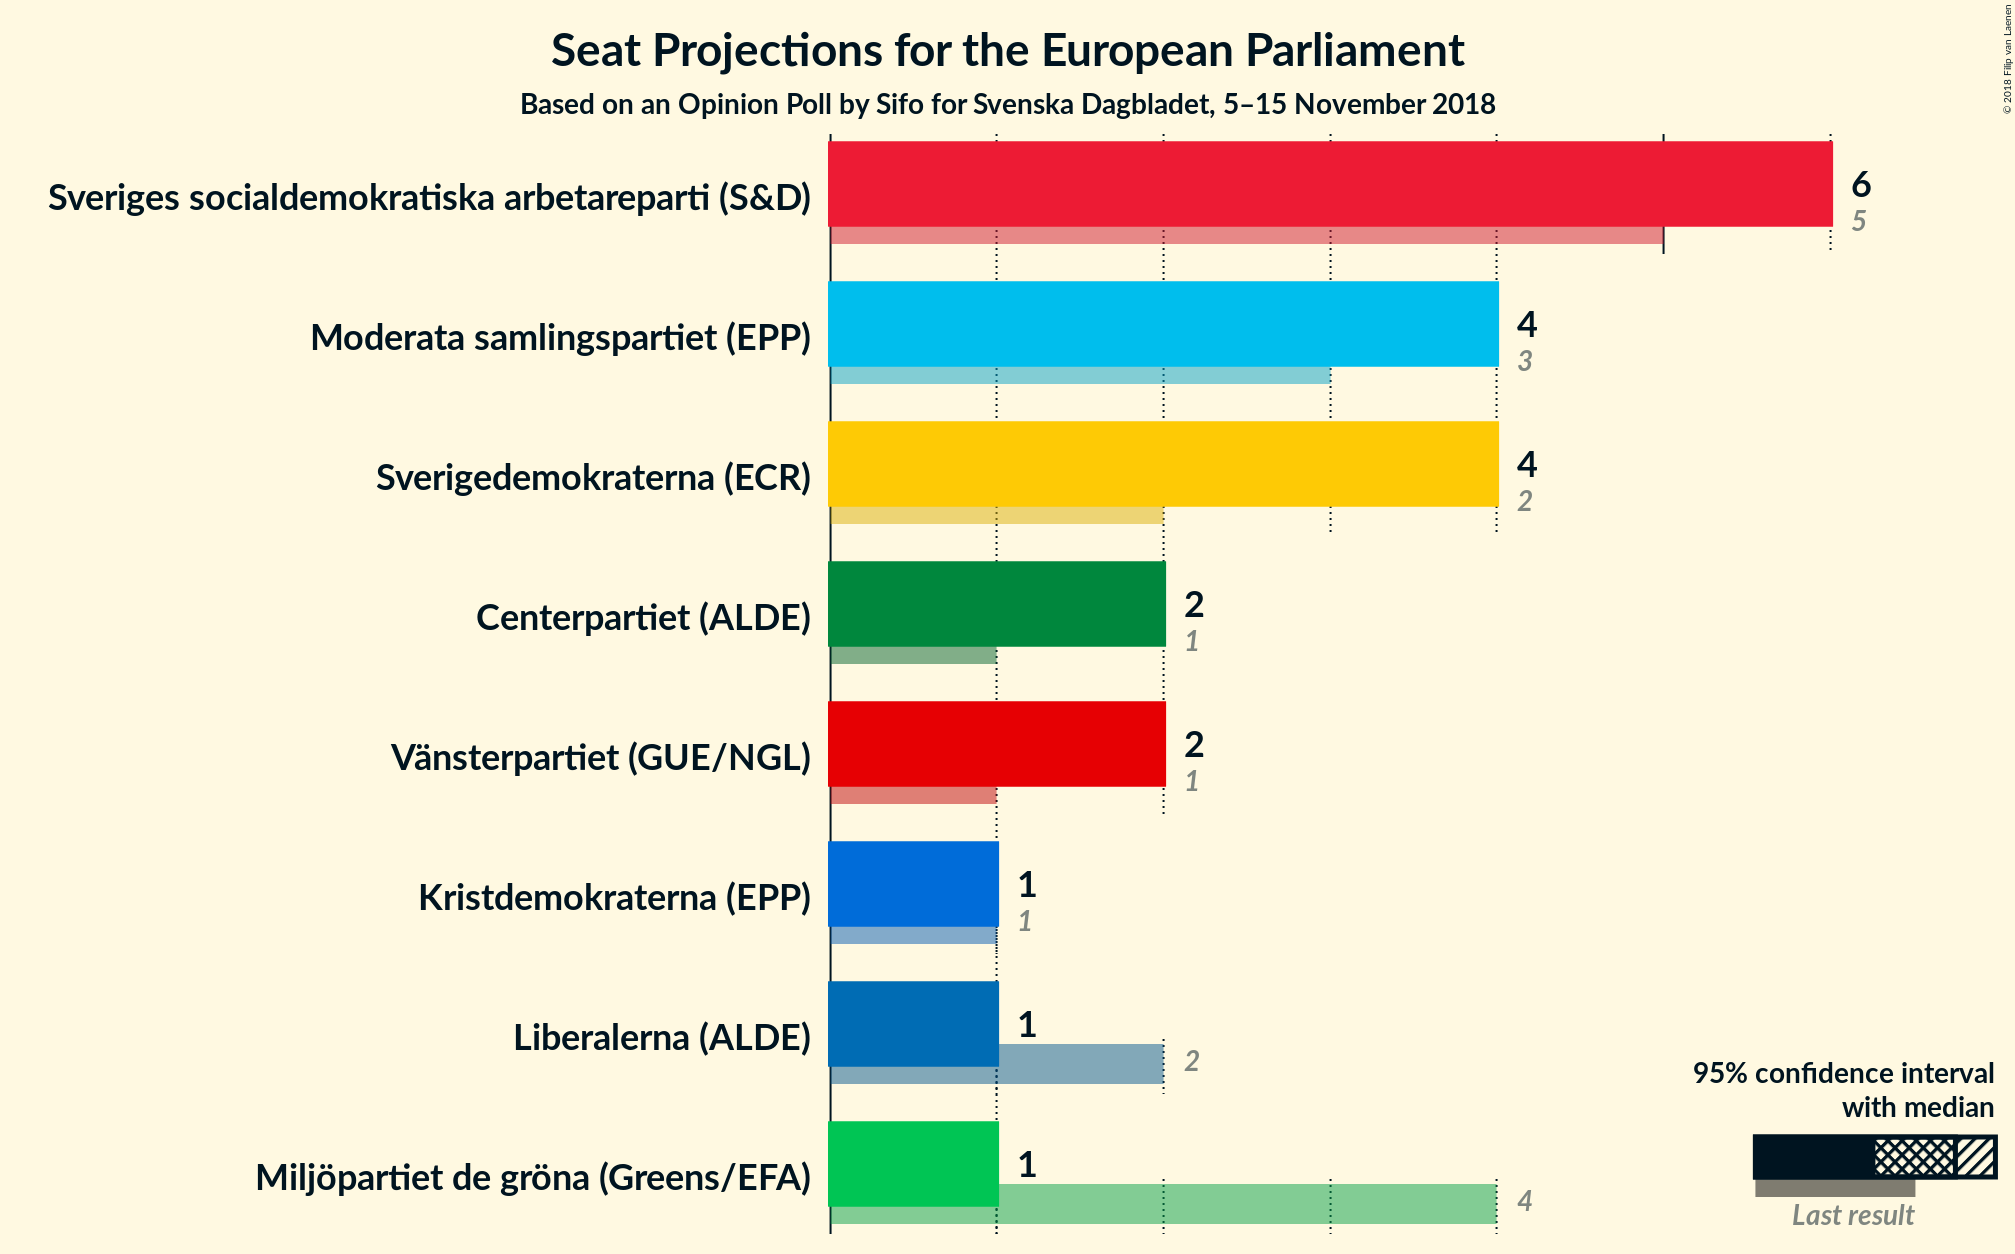 Seat Projections for the European Parliament
Based on an Opinion Poll by Sifo for Svenska Dagbladet, 5–15 November 2018
© 2018 Filip van Laenen
Sveriges socialdemokratiska arbetareparti (S&D)
6
5
Moderata samlingspartiet (EPP)
4
3
Sverigedemokraterna (ECR)
4
2
Centerpartiet (ALDE)
2
1
Vänsterpartiet (GUE/NGL)
2
1
Kristdemokraterna (EPP)
1
1
Liberalerna (ALDE)
1
2
Miljöpartiet de gröna (Greens/EFA)
1
4
95% confidence interval
with median
Last result